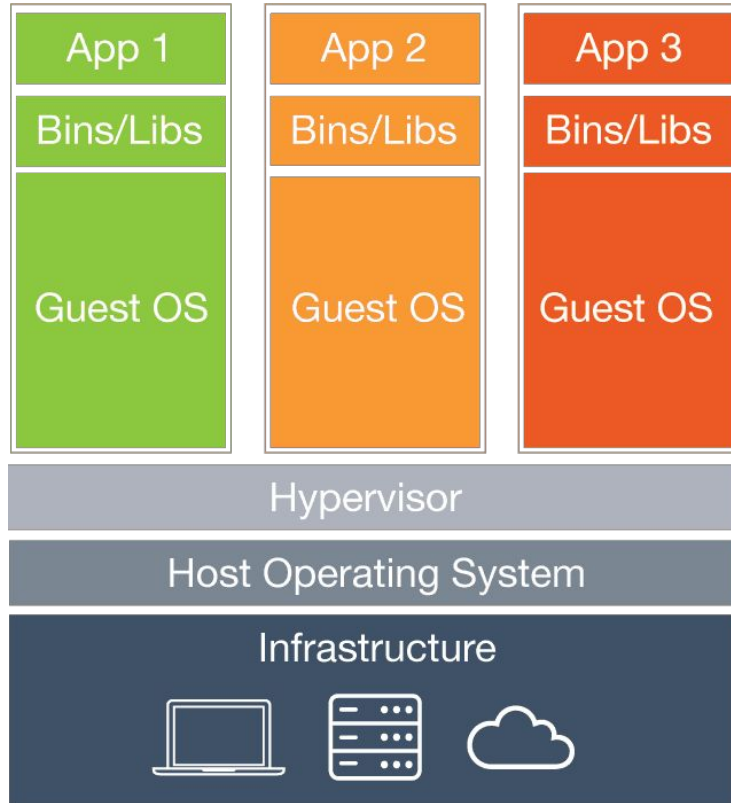 App 1
App 2
App 3
Bins/Libs
Bins/Libs
Bins/Libs
Guest OS
Guest OS
Guest OS
Hypervisor
Host Operating System
Infrastructure